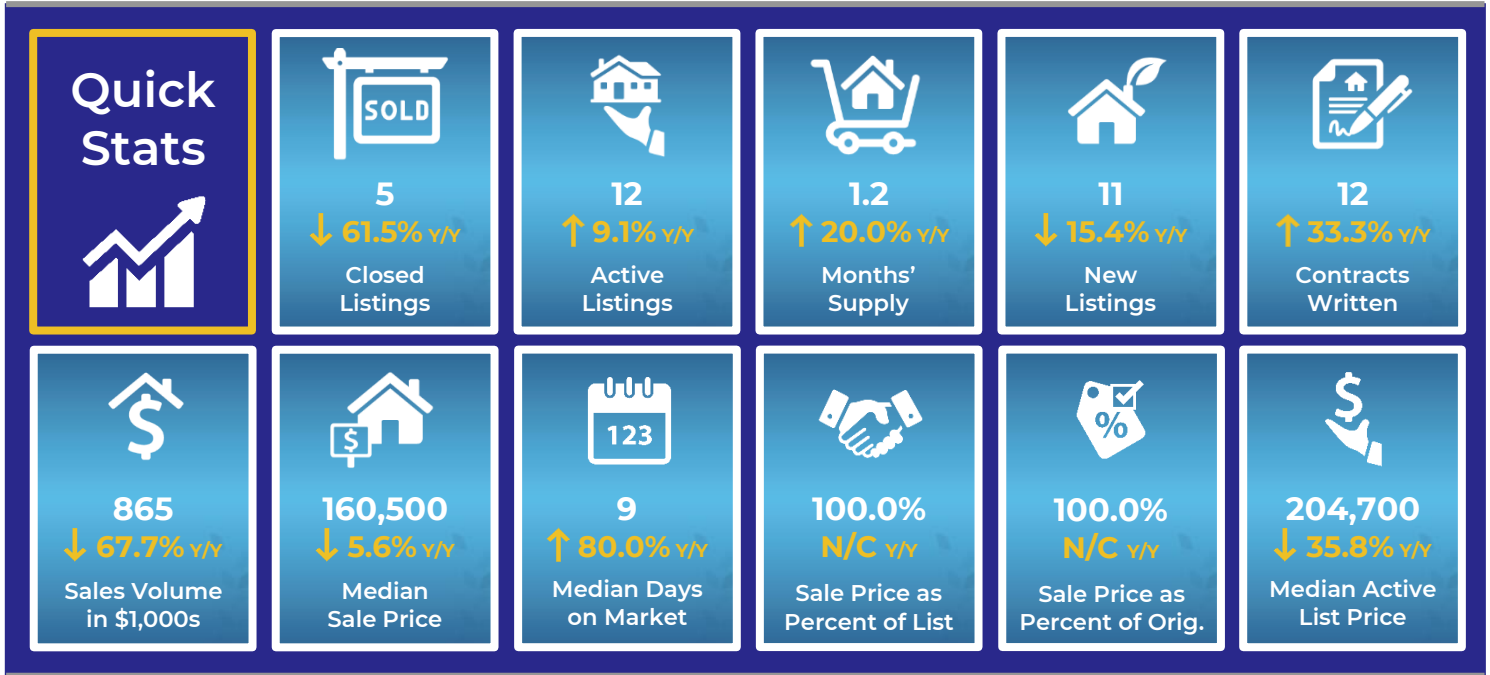 Quick
Stats
SOLD
5
↓ 61.5% Y/Y
Closed
Listings
12
↑ 9.1% Y/Y
Active
Listings
1.2
↑ 20.0% Y/Y
Months’
Supply
11
↓ 15.4% Y/Y
New
Listings
12
↑ 33.3% Y/Y
Contracts
Written
$
865
↓ 67.7% Y/Y
Sales Volume
in $1,000s
$
160,500
↓ 5.6% Y/Y
Median
Sale Price
123
9
↑ 80.0% Y/Y
Median Days
on Market
100.0%
N/C Y/Y
Sale Price as
Percent of List
%
100.0%
N/C Y/Y
Sale Price as
Percent of Orig.
$
204,700
↓ 35.8% Y/Y
Median Active
List Price